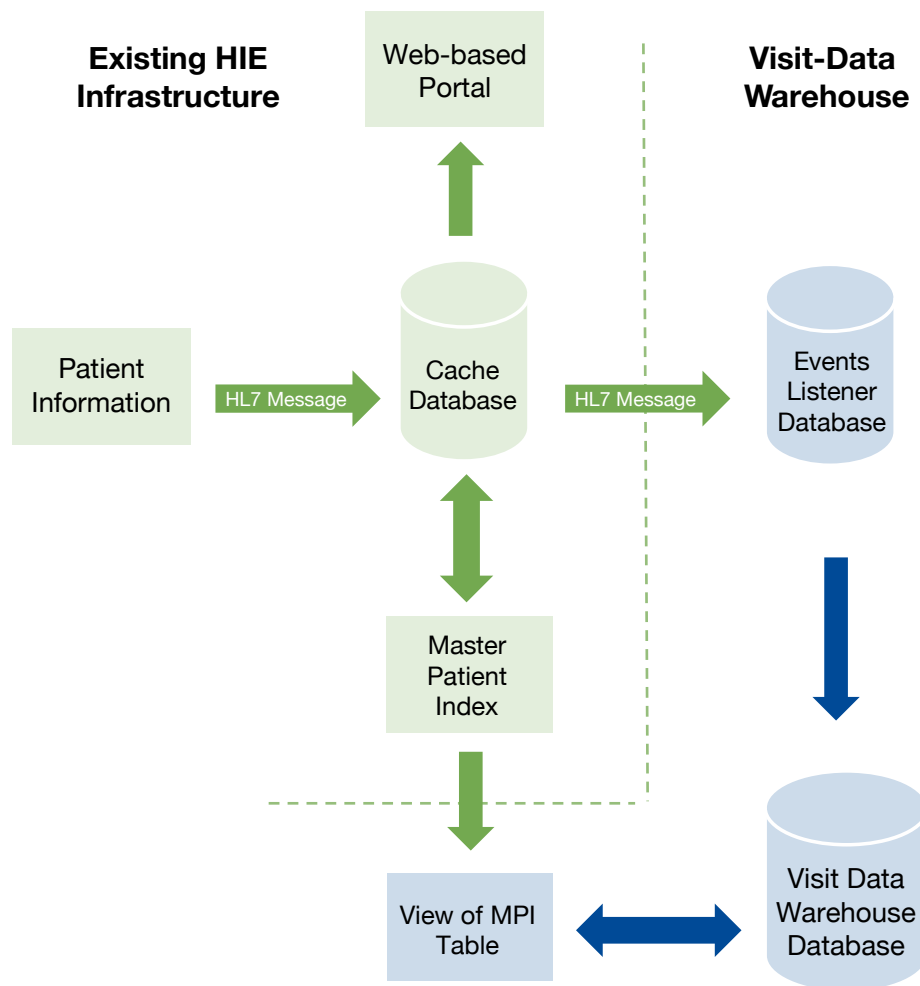 Existing HIE
Infrastructure
Web-based
Portal
Visit-Data
Warehouse
Patient
Information
HL7 Message
Cache
Database
HL7 Message
Events
Listener
Database
Master
Patient
Index
View of MPI
Table
Visit Data
Warehouse
Database